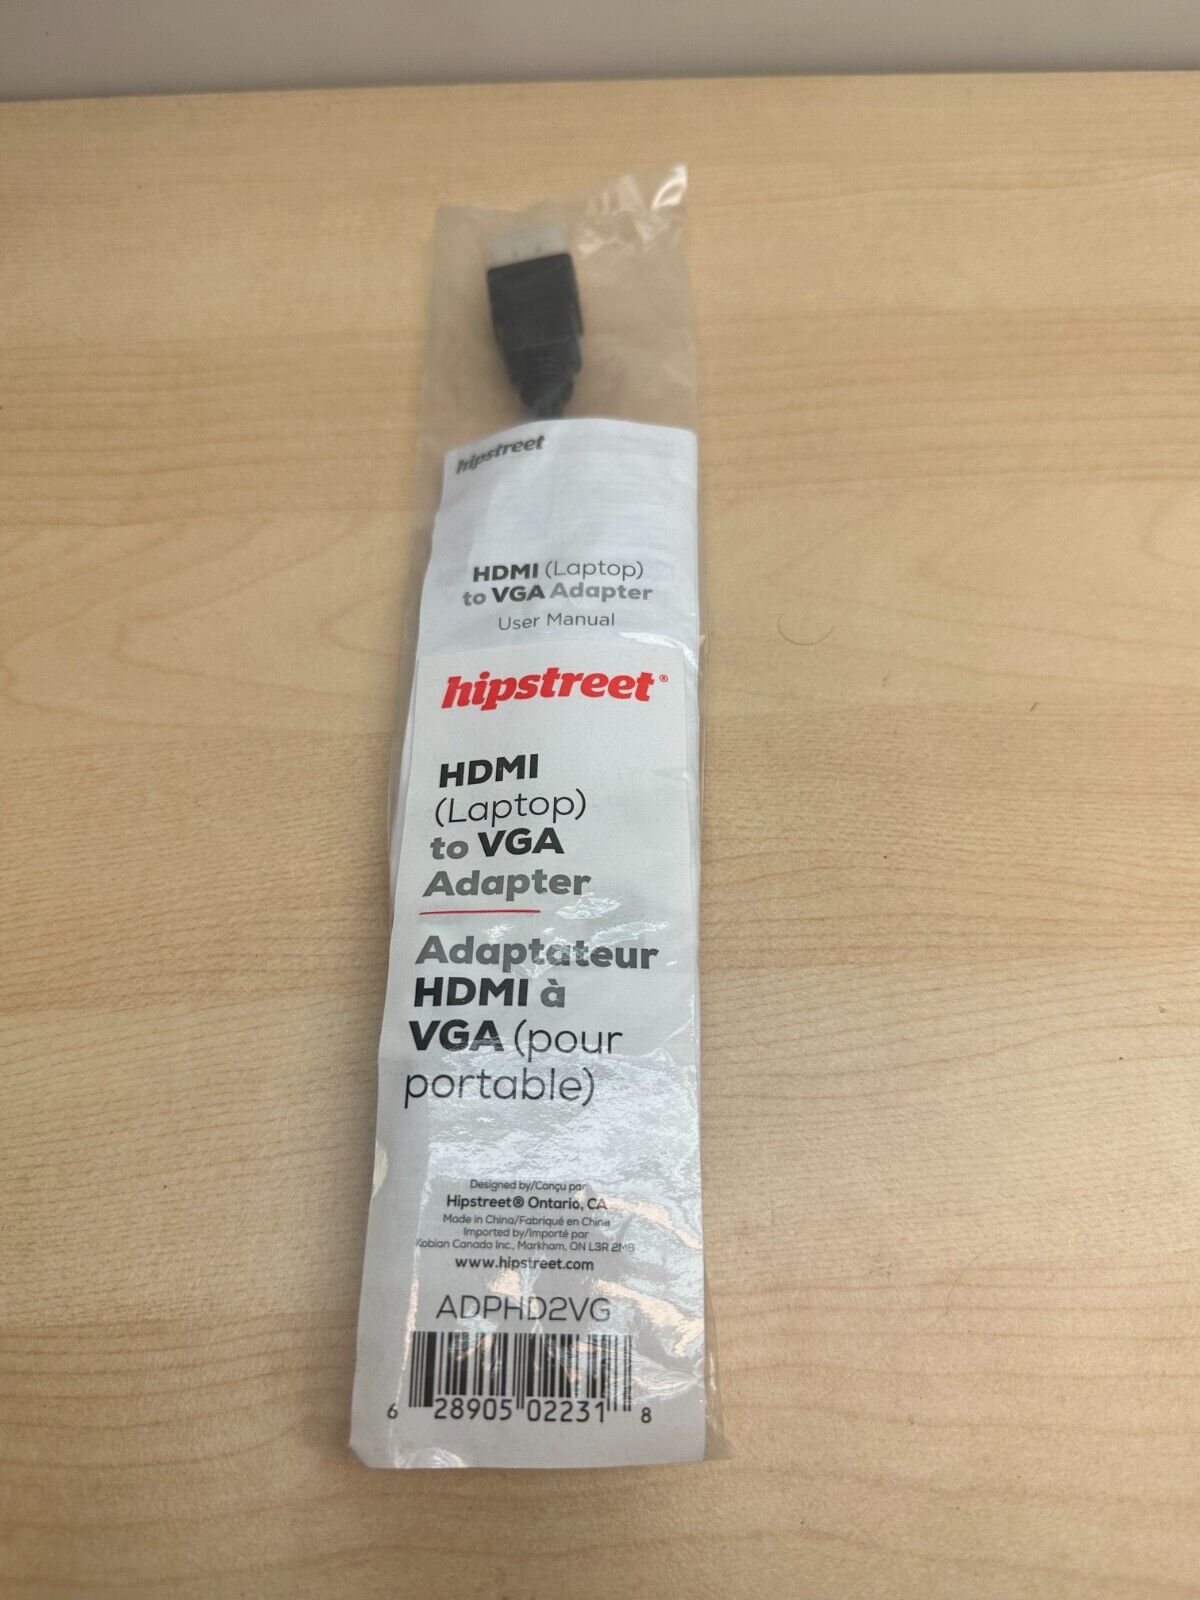 hipstreet
HDMI (Laptop)
to VGA Adapter
User Manual
hipstreet®
HDMI
(Laptop)
to VGA
Adapter
Adaptateur
HDMI à
VGA (pour
portable)
Designed by/Conçu par
Hipstreet® Ontario, CA
Made in China/Fabriqué en Chine
Imported by/Importé par
Kobian Canada Inc., Markham, ON L3R 2M8
www.hipstreet.com
ADPHD2VG
6 28905 02231 8